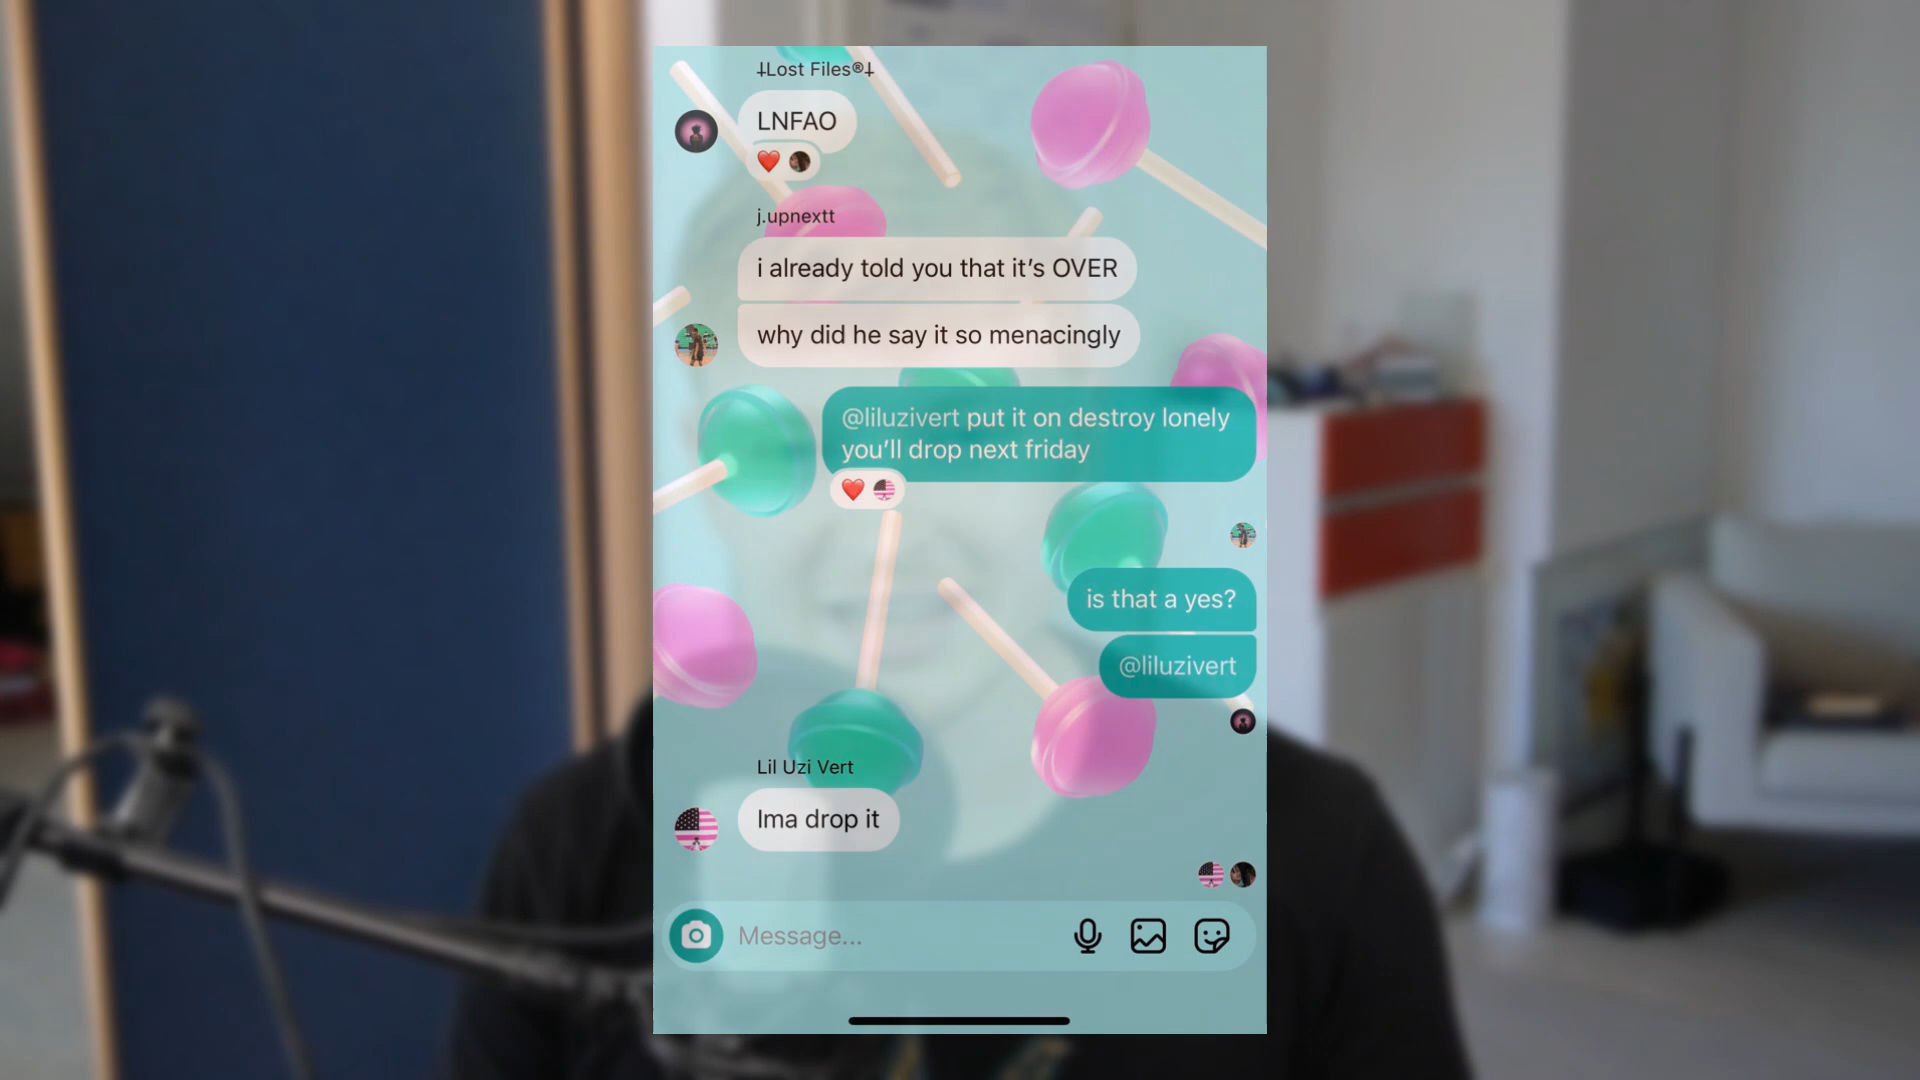 ⸸Lost Files®⸸
LNFAO
j.upnextt
i already told you that it’s OVER
why did he say it so menacingly
@liluzivert put it on destroy lonely
you’ll drop next friday
is that a yes?
@liluzivert
Lil Uzi Vert
Ima drop it
Message...